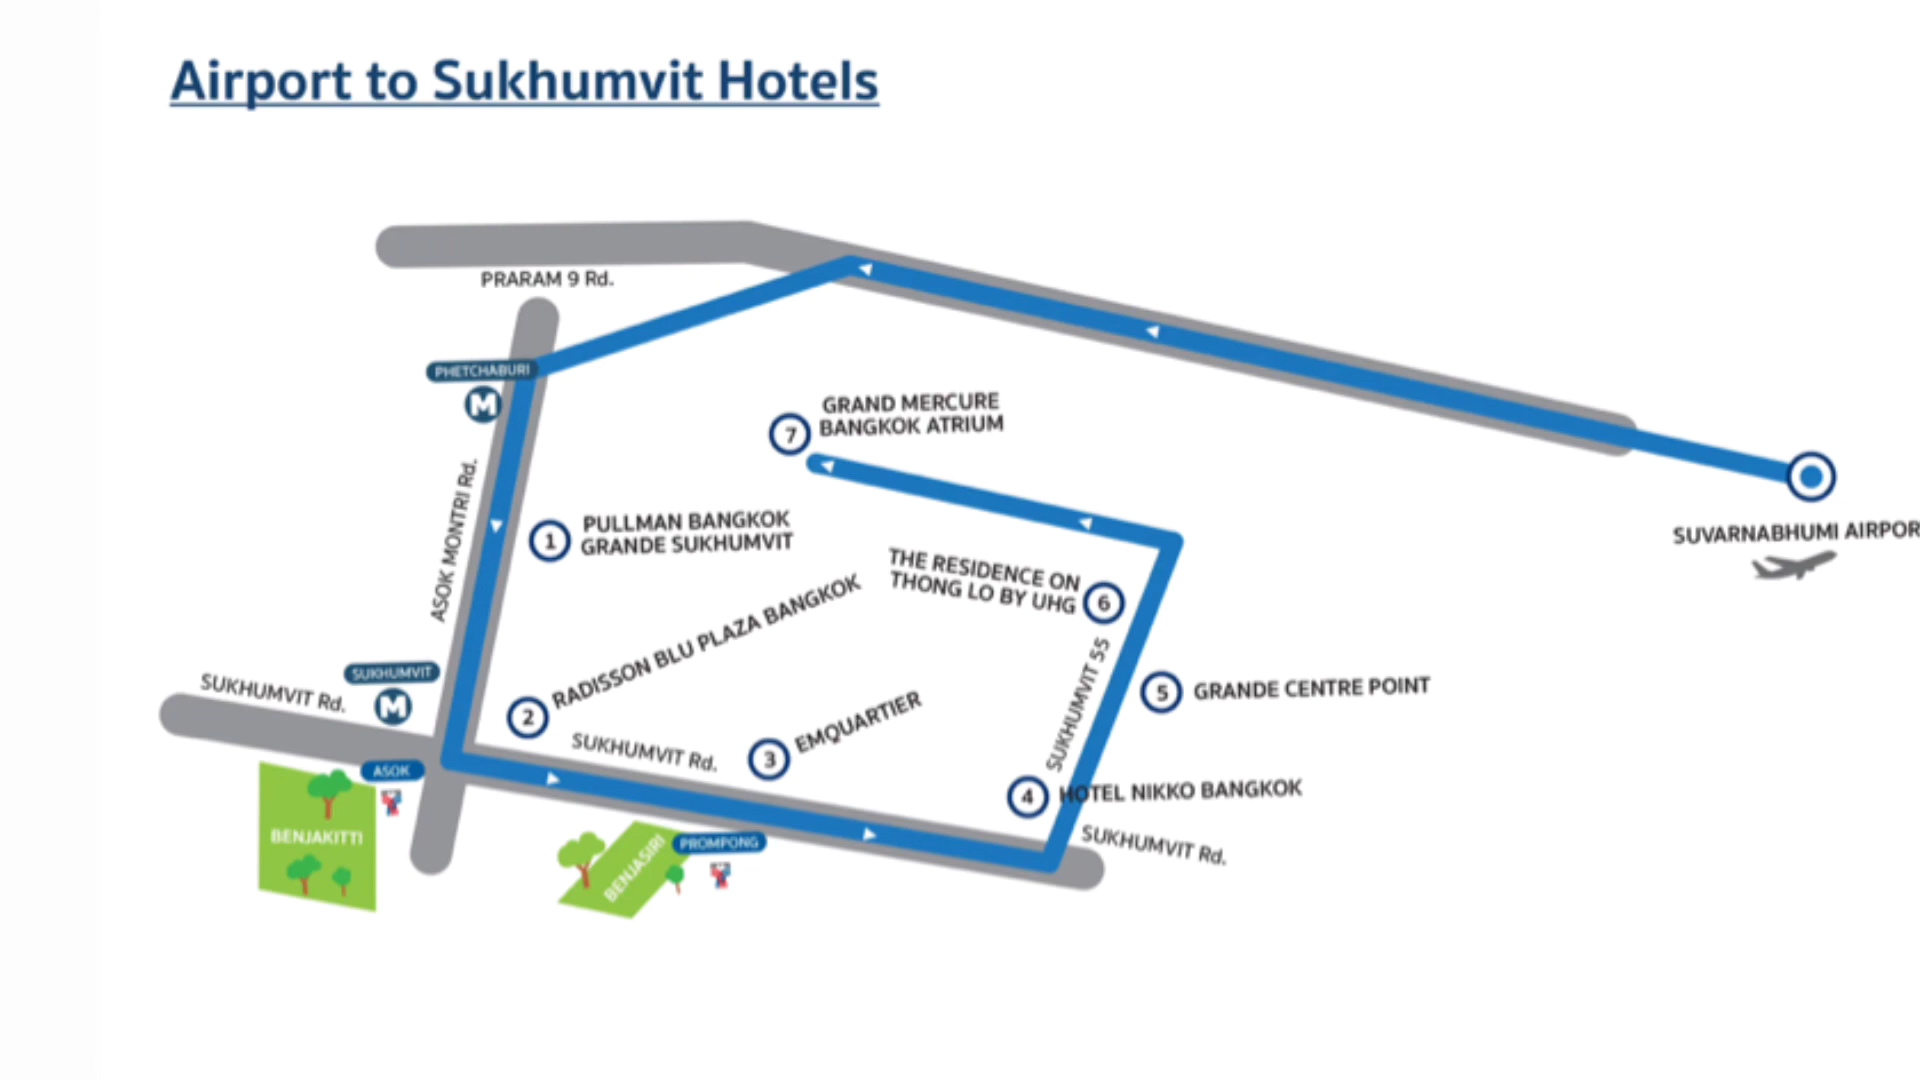 Airport to Sukhumvit Hotels
PRARAM 9 Rd.
PHETCHABURI
M
GRAND MERCURE
BANGKOK ATRIUM
7
SUVARNABHUMI AIRPOR
ASOK MONTRI Rd.
1
PULLMAN BANGKOK
GRANDE SUKHUMVIT
THE RESIDENCE ON
THONG LO BY UHG
6
RADISSON BLU PLAZA BANGKOK
2
SUKHUMVIT
M
SUKHUMVIT Rd.
SUKHUMVIT 55
5
GRANDE CENTRE POINT
EMQUARTIER
3
SUKHUMVIT Rd.
4
HOTEL NIKKO BANGKOK
SUKHUMVIT Rd.
ASOK
BENJAKITTI
BENJASIRI
PROMPONG